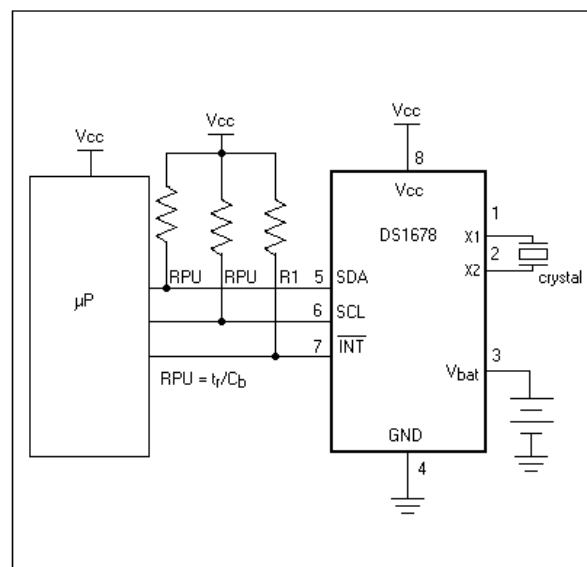 Vcc
Vcc
Vcc
8
Vcc
DS1678
1
X1
2
X2
crystal
µP
RPU
RPU
R1
5
SDA
6
SCL
7
INT
RPU = tr/Cb
3
Vbat
GND
4